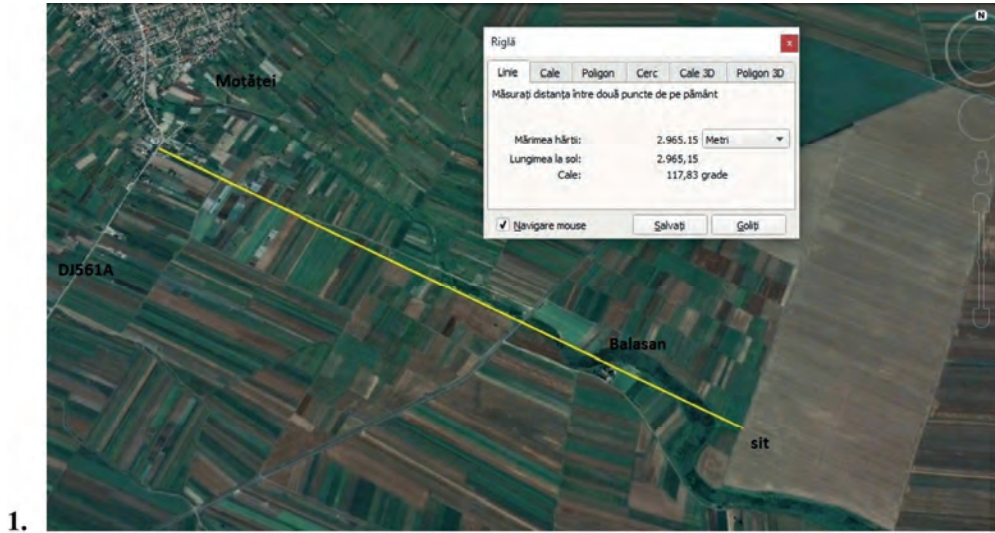 Riglă
x
Linie Cale Poligon Cerc Cale 3D Poligon 3D
Măsurați distanța între două puncte de pe pământ
Mărimea hărții: 2.965.15 Metri
Lungimea la sol: 2.965,15
Cale: 117,83 grade
Navigare mouse Salvați Goliți
N
Moțăței
DJ561A
Balasan
sit
1.